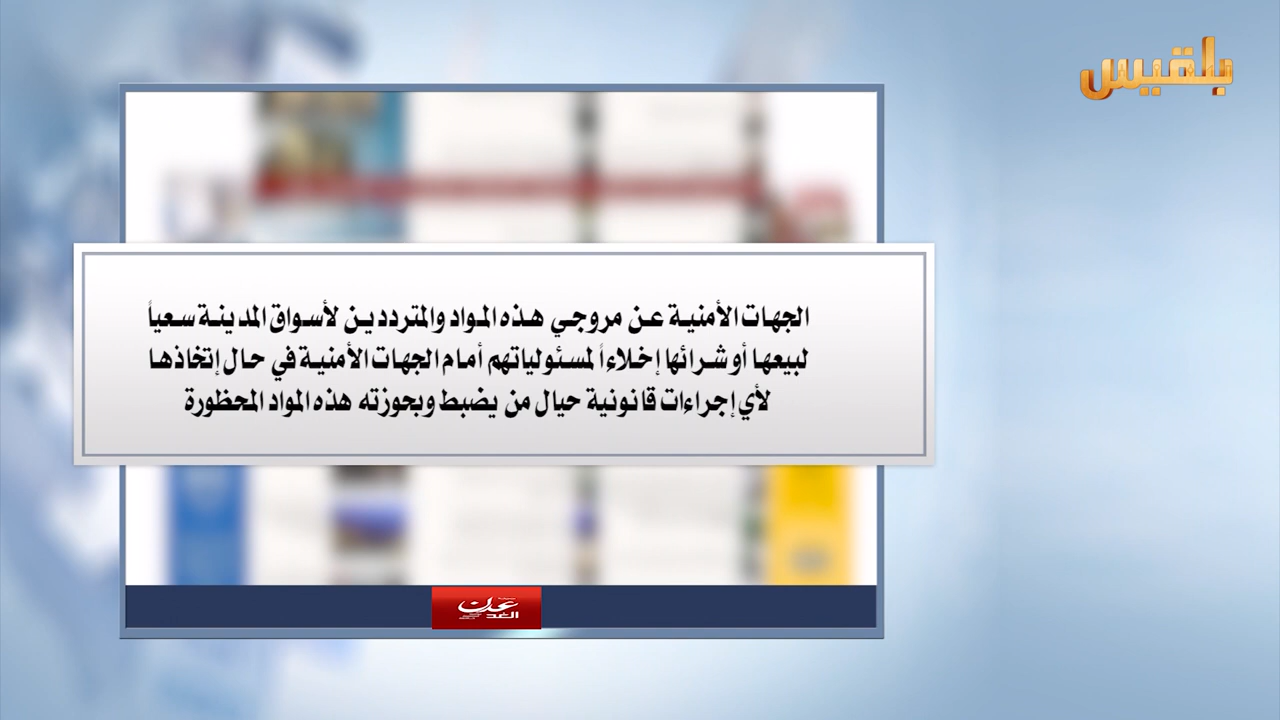 بلقيس
الجهات الأمنية عن مروجي هذه المواد والمترددين لأسواق المدينة سعياً
لبيعها أو شرائها إخلاءاً لمسئولياتهم أمام الجهات الأمنية في حال إتخاذها
لأي إجراءات قانونية حيال من يضبط وبحوزته هذه المواد المحظورة
عدن
الغد